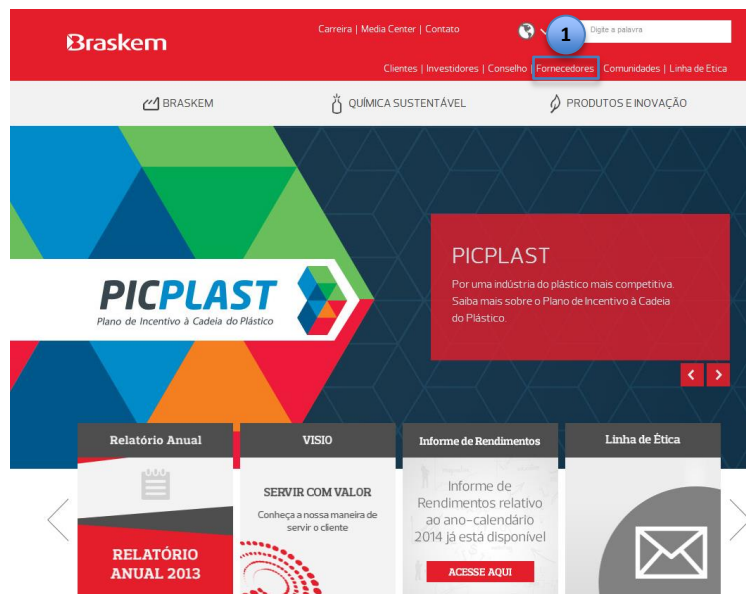 Braskem
Carreira | Media Center | Contato
1
Digite a palavra
Clientes | Investidores | Conselho | Fornecedores | Comunidades | Linha de Etica
BRASKEM
QUÍMICA SUSTENTÁVEL
PRODUTOS E INOVAÇÃO
PICPLAST
Plano de Incentivo à Cadeia do Plástico
PICPLAST
Por uma indústria do plástico mais competitiva.
Saiba mais sobre o Plano de Incentivo à Cadeia
do Plástico.
Relatório Anual
RELATÓRIO
ANUAL 2013
VISIO
SERVIR COM VALOR
Conheça a nossa maneira de
servir o cliente
Informe de Rendimentos
Informe de
Rendimentos relativo
ao ano-calendário
2014 já está disponível
ACESSE AQUI
Linha de Ética